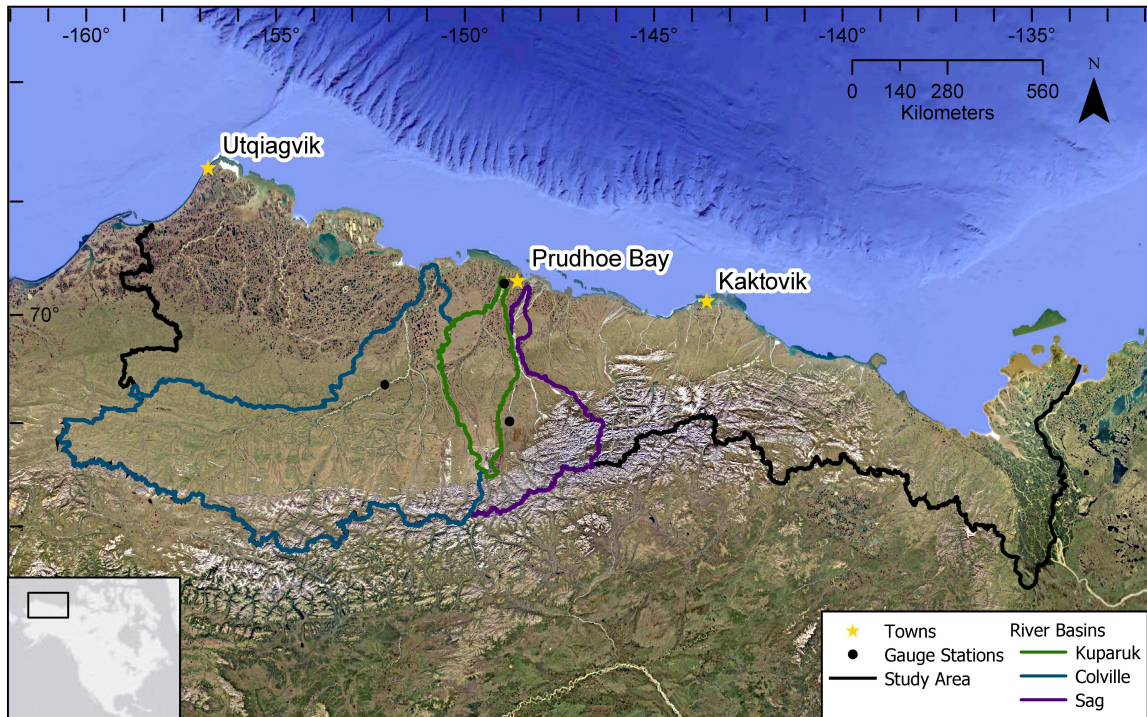 -160° -155° -150° -145° -140° -135°
N
0 140 280 560
Kilometers
Utqiagvik
Prudhoe Bay
Kaktovik
70°
Towns
Gauge Stations
Study Area
River Basins
Kuparuk
Colville
Sag